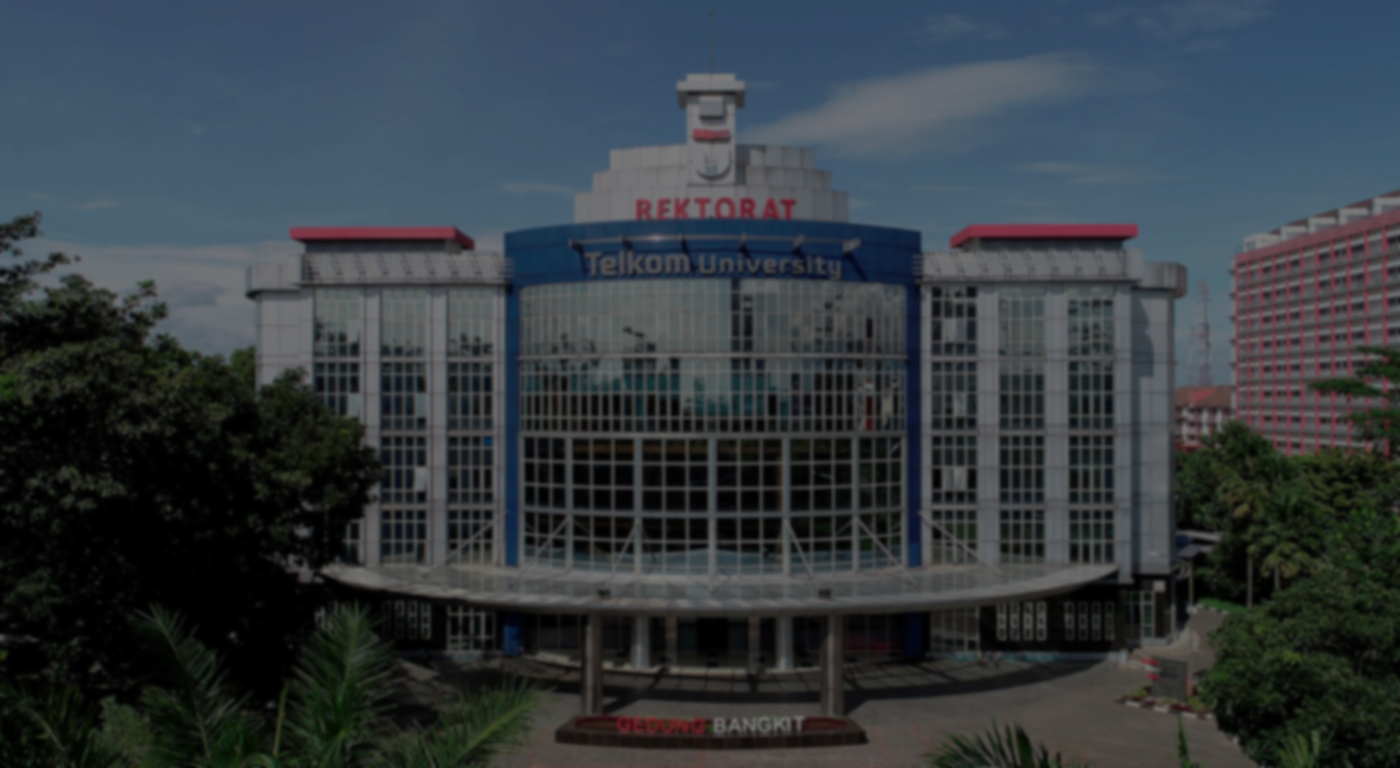 REKTORAT
Telkom University
GEDUNG BANGKIT